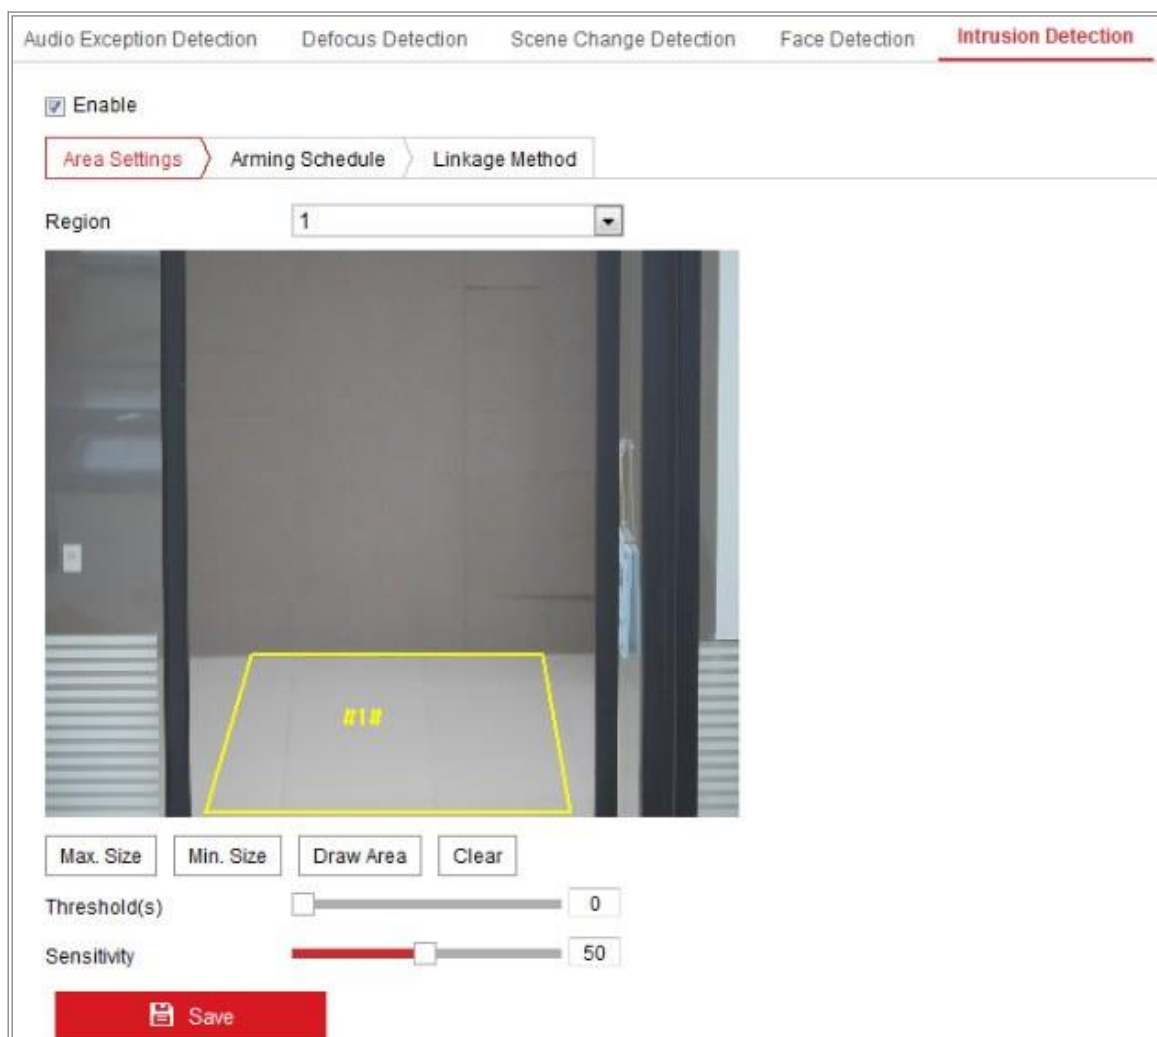 Audio Exception Detection Defocus Detection Scene Change Detection Face Detection Intrusion Detection
Enable
Area Settings Arming Schedule Linkage Method
Region 1
#1#
Max. Size Min. Size Draw Area Clear
Threshold(s) 0
Sensitivity 50
Save